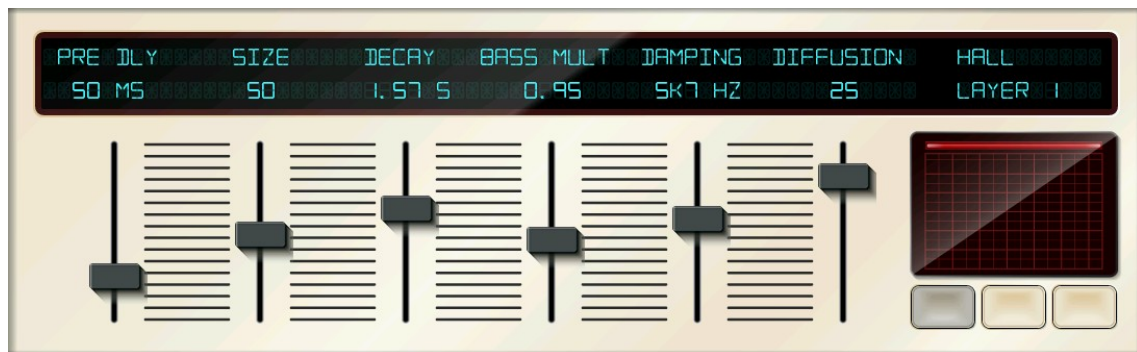 PRE DLY SIZE DECAY BASS MULT DAMPING DIFFUSION HALL
50 MS 50 1.57 S 0.95 5K7 HZ 25 LAYER 1